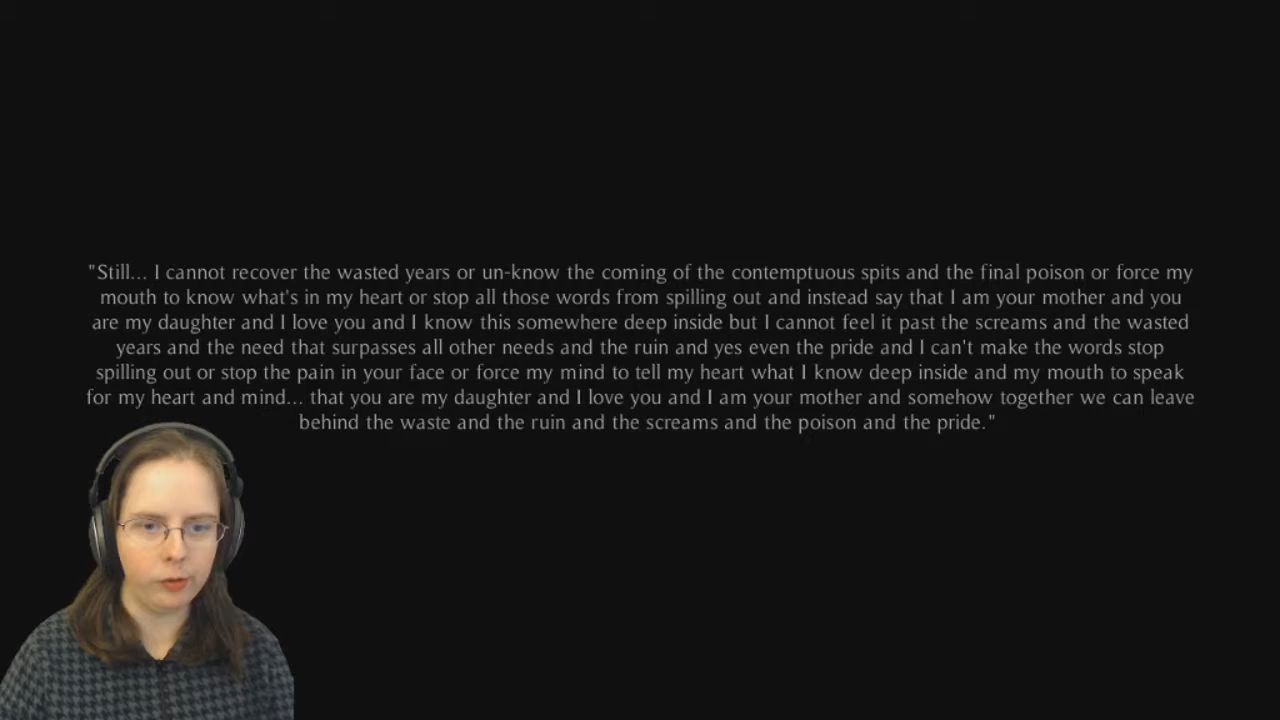 "Still... I cannot recover the wasted years or un-know the coming of the contemptuous spits and the final poison or force my
mouth to know what's in my heart or stop all those words from spilling out and instead say that I am your mother and you
are my daughter and I love you and I know this somewhere deep inside but I cannot feel it past the screams and the wasted
years and the need that surpasses all other needs and the ruin and yes even the pride and I can't make the words stop
spilling out or stop the pain in your face or force my mind to tell my heart what I know deep inside and my mouth to speak
for my heart and mind... that you are my daughter and I love you and I am your mother and somehow together we can leave
behind the waste and the ruin and the screams and the poison and the pride."